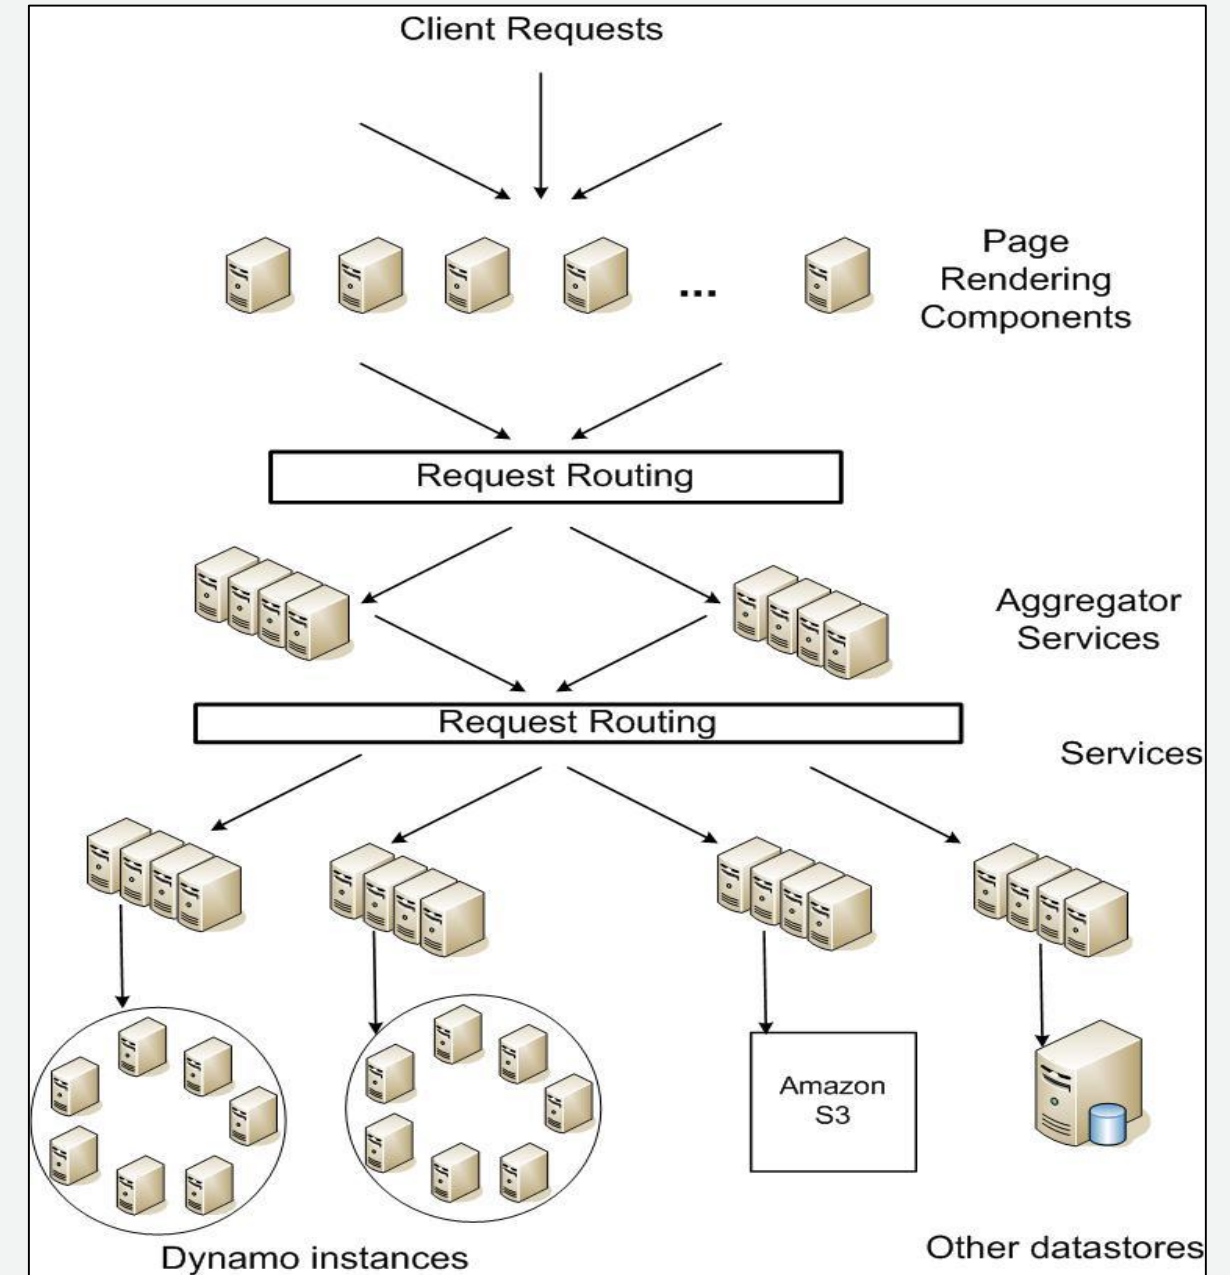 Client Requests
Page
Rendering
Components
...
Request Routing
Aggregator
Services
Request Routing
Services
Amazon
S3
Dynamo instances
Other datastores